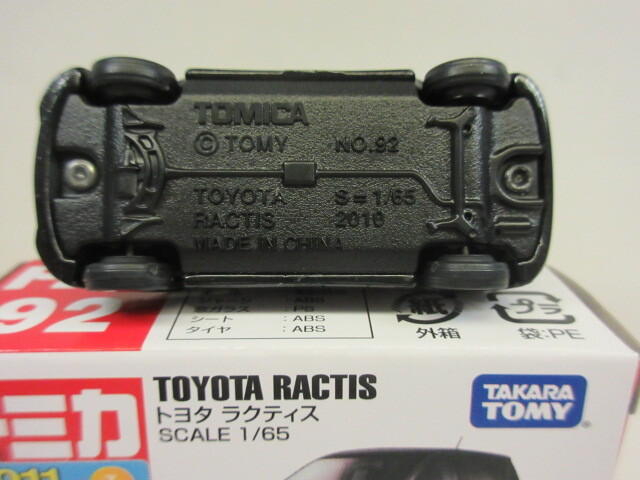 TOMICA
© TOMY NO.92
TOYOTA S=1/65
RACTIS 2010
MADE IN CHINA
92
シート : ABS
タイヤ : ABS
紙
外箱
プラ
袋:PE
トミカ
TOYOTA RACTIS
トヨタ ラクティス
SCALE 1/65
TAKARA
TOMY